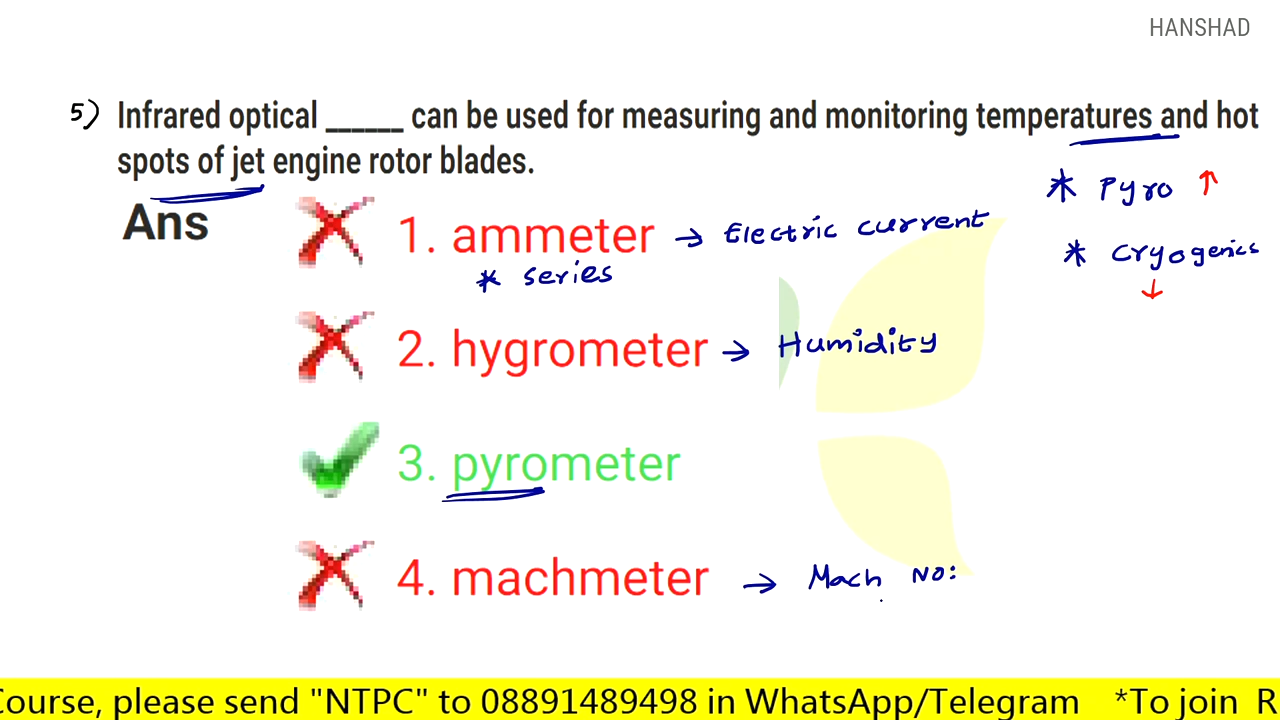 HANSHAD
5) Infrared optical ______ can be used for measuring and monitoring temperatures and hot
spots of jet engine rotor blades.
* Pyro ↑
Ans
1. ammeter → Electric current
* series
* Cryogenics
↓
2. hygrometer → Humidity
3. pyrometer
4. machmeter → Mach NO:
Course, please send "NTPC" to 08891489498 in WhatsApp/Telegram *To join R